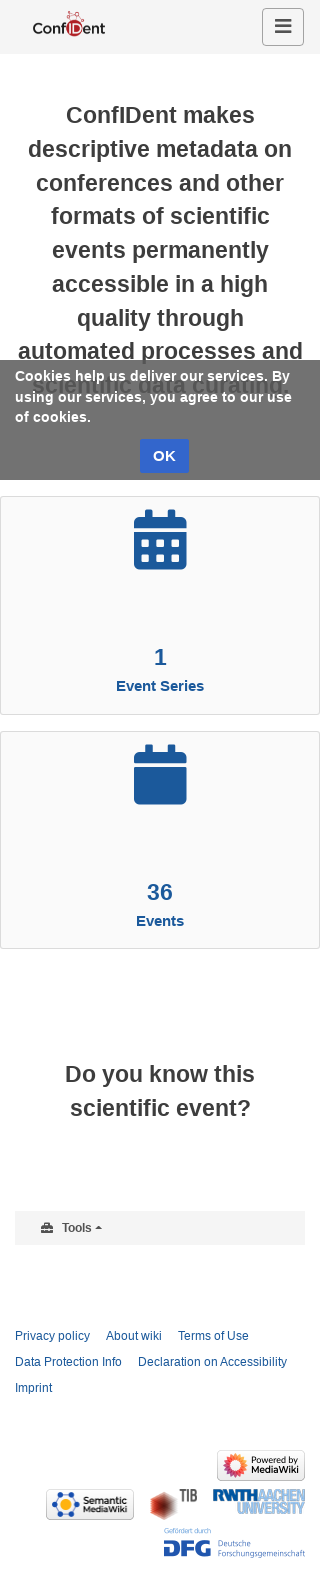 ConfIDent
ConfIDent makes
descriptive metadata on
conferences and other
formats of scientific
events permanently
accessible in a high
quality through
automated processes and
scientific data curating.
Cookies help us deliver our services. By
using our services, you agree to our use
of cookies.
OK
1
Event Series
36
Events
Do you know this
scientific event?
Tools
Privacy policy About wiki Terms of Use
Data Protection Info Declaration on Accessibility
Imprint
Powered by
MediaWiki
Semantic
MediaWiki
TIB
RWTH AACHEN
UNIVERSITY
Gefördert durch
DFG Deutsche
Forschungsgemeinschaft